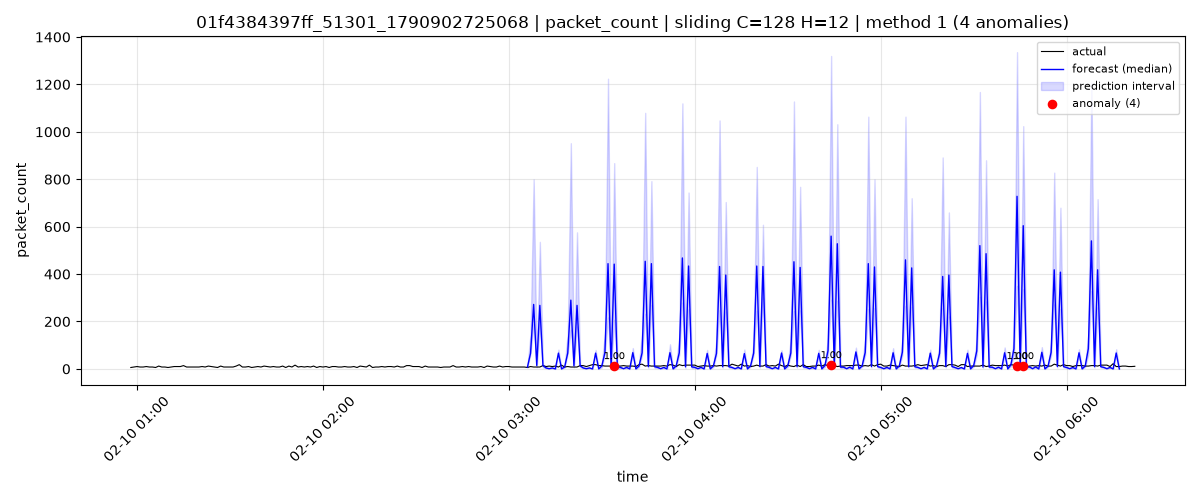 01f4384397ff_51301_1790902725068 | packet_count | sliding C=128 H=12 | method 1 (4 anomalies)
packet_count
1400
1200
1000
800
600
400
200
0
actual
forecast (median)
prediction interval
anomaly (4)
1.00
1.00
1.00
02-10 01:00
02-10 02:00
02-10 03:00
02-10 04:00
02-10 05:00
02-10 06:00
time